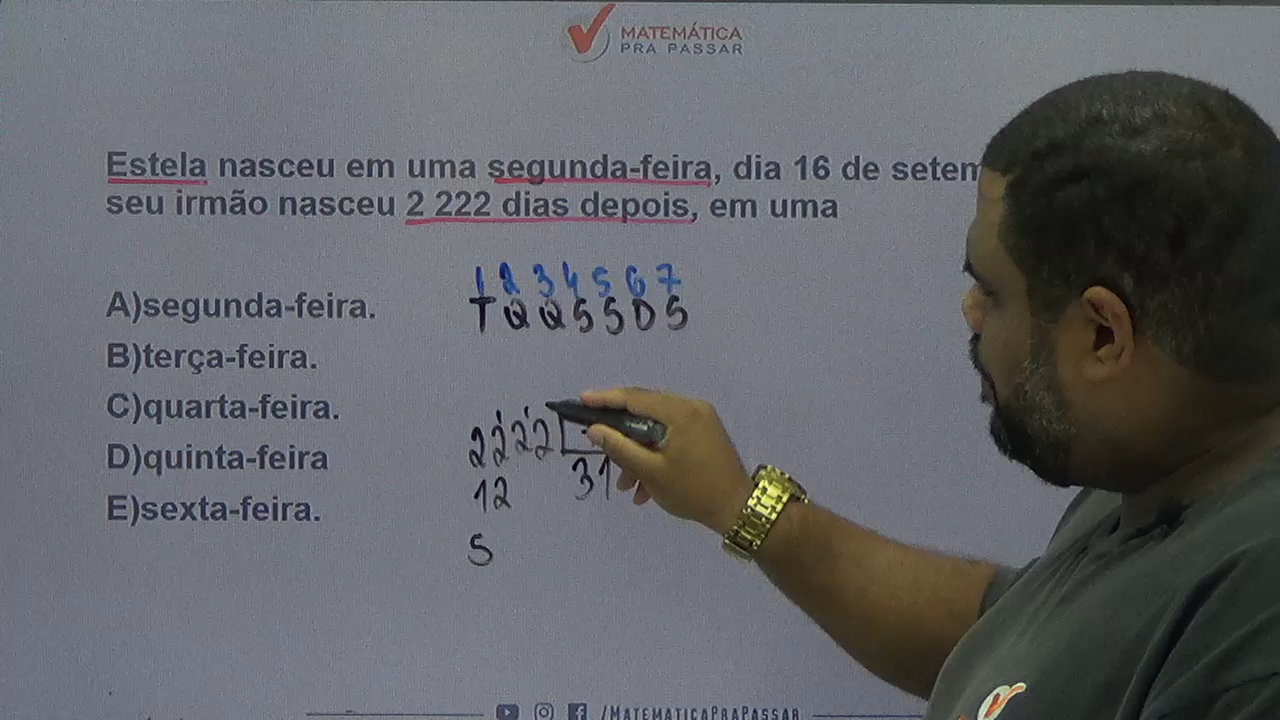 MATEMÁTICA
PRA PASSAR
Estela nasceu em uma segunda-feira, dia 16 de
seu irmão nasceu 2 222 dias depois, em uma
1 2 3 4 5 6 7
T Q Q S S D S
A)segunda-feira.
B)terça-feira.
C)quarta-feira.
D)quinta-feira
E)sexta-feira.
2222
31
12
5
/MATEMATICAPRAPASSAR